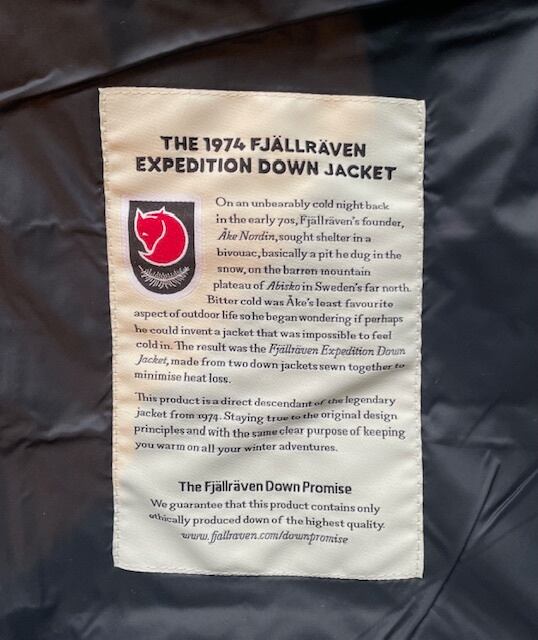 THE 1974 FJÄLLRÄVEN
EXPEDITION DOWN JACKET
On an unbearably cold night back
in the early 70s, Fjällräven's founder,
Åke Nordin, sought shelter in a
bivouac, basically a pit he dug in the
snow, on the barren mountain
plateau of Abisko in Sweden's far north.
Bitter cold was Åke's least favourite
aspect of outdoor life so he began wondering if perhaps
he could invent a jacket that was impossible to feel
cold in. The result was the Fjällräven Expedition Down
Jacket, made from two down jackets sewn together to
minimise heat loss.
This product is a direct descendant of the legendary
jacket from 1974. Staying true to the original design
principles and with the same clear purpose of keeping
you warm on all your winter adventures.
The Fjällräven Down Promise
We guarantee that this product contains only
ethically produced down of the highest quality.
www.fjallraven.com/downpromise